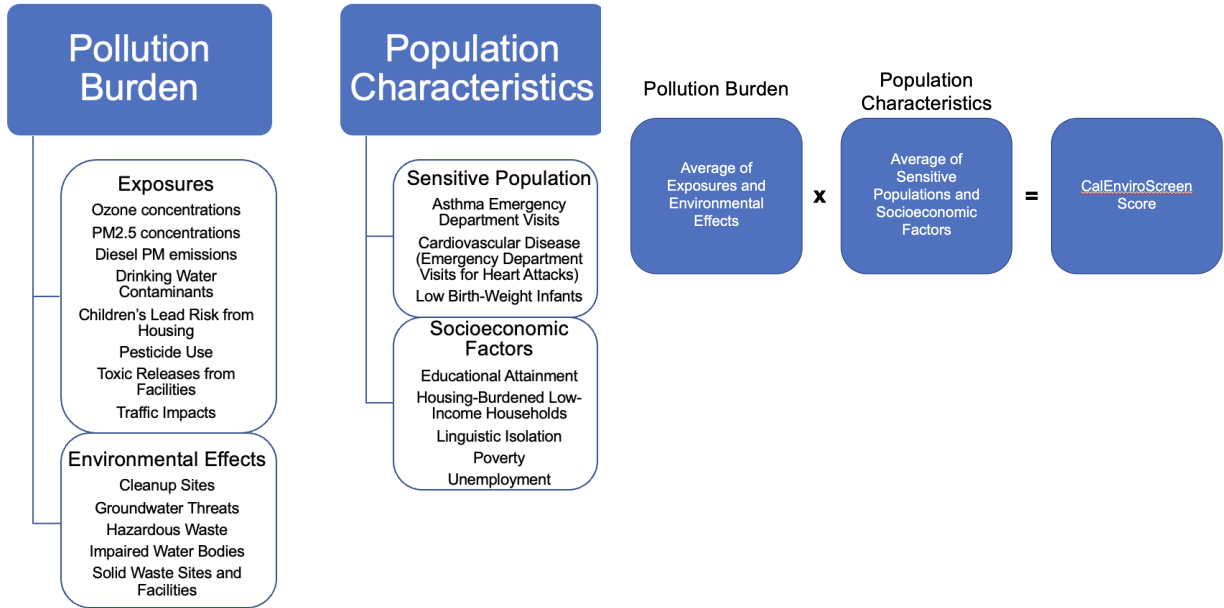 Pollution
Burden
Exposures
Ozone concentrations
PM2.5 concentrations
Diesel PM emissions
Drinking Water
Contaminants
Children’s Lead Risk from
Housing
Pesticide Use
Toxic Releases from
Facilities
Traffic Impacts
Environmental Effects
Cleanup Sites
Groundwater Threats
Hazardous Waste
Impaired Water Bodies
Solid Waste Sites and
Facilities
Population
Characteristics
Sensitive Population
Asthma Emergency
Department Visits
Cardiovascular Disease
(Emergency Department
Visits for Heart Attacks)
Low Birth-Weight Infants
Socioeconomic
Factors
Educational Attainment
Housing-Burdened Low-
Income Households
Linguistic Isolation
Poverty
Unemployment
Pollution Burden
Average of
Exposures and
Environmental
Effects
x
Population
Characteristics
Average of
Sensitive
Populations and
Socioeconomic
Factors
=
CalEnviroScreen
Score